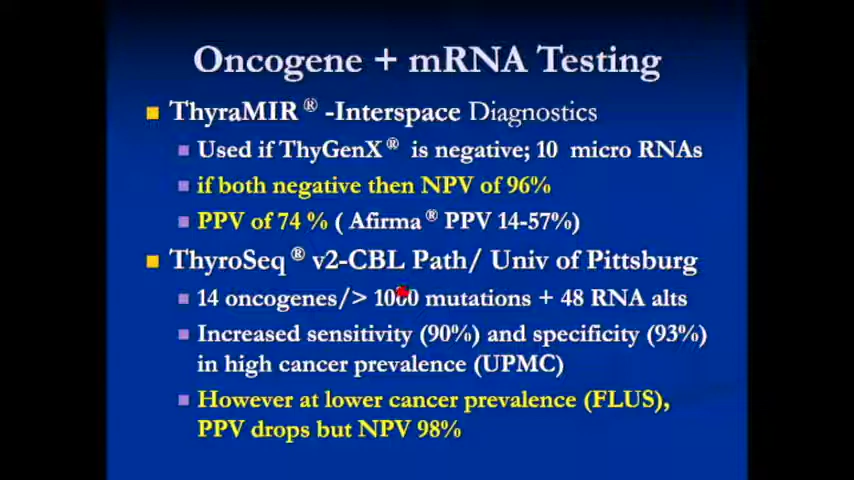 Oncogene + mRNA Testing
ThyraMIR ® -Interspace Diagnostics
Used if ThyGenX ® is negative; 10 micro RNAs
if both negative then NPV of 96%
PPV of 74 % ( Afirma ® PPV 14-57%)
ThyroSeq ® v2-CBL Path/ Univ of Pittsburg
14 oncogenes/> 1000 mutations + 48 RNA alts
Increased sensitivity (90%) and specificity (93%)
in high cancer prevalence (UPMC)
However at lower cancer prevalence (FLUS),
PPV drops but NPV 98%